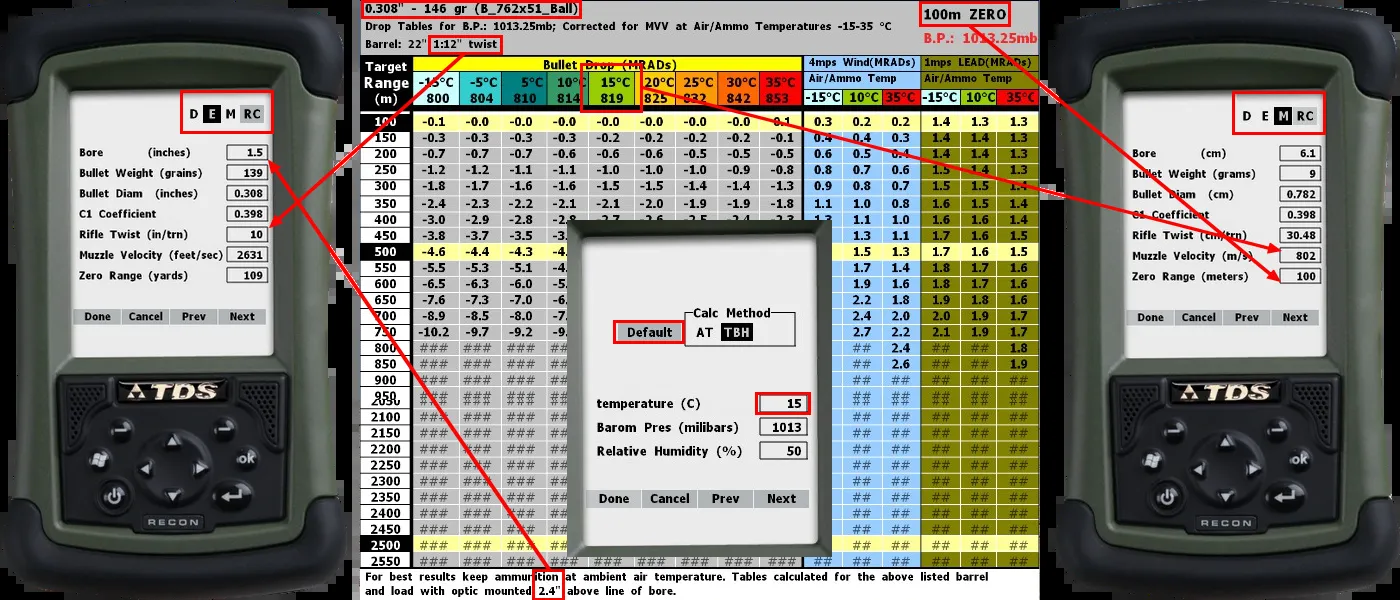 D E M RC
Bore (inches) 1.5
Bullet Weight (grains) 139
Bullet Diam (inches) 0.308
C1 Coefficient 0.398
Rifle Twist (in/trn) 10
Muzzle Velocity (feet/sec) 2631
Zero Range (yards) 109
Done Cancel Prev Next
TDS
ok
RECON
0.308" - 146 gr (B_762x51_Ball)
100m ZERO
Drop Tables for B.P.: 1013.25mb; Corrected for MVV at Air/Ammo Temperatures -15-35 °C
B.P.: 1013.25mb
Barrel: 22" 1:12" twist
Target Range (m)
Bullet Drop (MRADs)
4mps Wind(MRADs) 1mps LEAD(MRADs)
Air/Ammo Temp Air/Ammo Temp
-15°C -5°C 5°C 10°C 15°C 20°C 25°C 30°C 35°C
800 804 810 814 819 825 832 842 853
-15°C 10°C 35°C -15°C 10°C 35°C
100 -0.1 -0.0 -0.0 -0.0 -0.0 -0.0 -0.0 -0.0 0.1 0.3 0.2 0.2 1.4 1.3 1.3
150 -0.3 -0.3 -0.3 -0.3 -0.2 -0.2 -0.2 -0.2 -0.1 0.4 0.4 0.3 1.4 1.4 1.3
200 -0.7 -0.7 -0.7 -0.6 -0.6 -0.6 -0.5 -0.5 -0.5 0.6 0.5 0.4 1.4 1.4 1.3
250 -1.2 -1.2 -1.1 -1.1 -1.0 -1.0 -1.0 -0.9 -0.8 0.8 0.7 0.6 1.5 1.4 1.3
300 -1.8 -1.7 -1.6 -1.6 -1.5 -1.5 -1.4 -1.4 -1.3 0.9 0.8 0.7 1.5 1.5 1.4
350 -2.4 -2.3 -2.2 -2.1 -2.1 -2.0 -1.9 -1.9 -1.8 1.1 1.0 0.8 1.6 1.5 1.4
400 -3.0 -2.9 -2.8 -2.8 -2.7 -2.6 -2.5 -2.4 -2.3 1.3 1.1 1.0 1.6 1.6 1.4
450 -3.8 -3.7 -3.5 -3. 1.3 1.1 1.7 1.6 1.5
500 -4.6 -4.4 -4.3 -4. 1.5 1.3 1.7 1.6 1.5
550 -5.5 -5.3 -5.1 -4. 1.7 1.4 1.8 1.7 1.6
600 -6.5 -6.3 -6.0 -5. 1.9 1.6 1.8 1.7 1.6
650 -7.6 -7.3 -7.0 -6. 2.2 1.8 1.9 1.8 1.6
700 -8.9 -8.5 -8.0 -7. 2.4 2.0 1.9 1.9 1.7
750 -10.2 -9.7 -9.2 -9. 2.7 2.2 2.1 1.9 1.7
800 ### ### ### ## ## 2.4 ## ## 1.8
850 ### ### ### ## ## 2.6 ## ## 1.9
900 ### ### ### ## ## ## ## ## ##
950 ### ### ### ## ## ## ## ## ##
2100 ### ### ### ## ## ## ## ## ##
2150 ### ### ### ## ## ## ## ## ##
2200 ### ### ### ## ## ## ## ## ##
2250 ### ### ### ## ## ## ## ## ##
2300 ### ### ### ## ## ## ## ## ##
2350 ### ### ### ## ## ## ## ## ##
2400 ### ### ### ## ## ## ## ## ##
2450 ### ### ### ## ## ## ## ## ##
2500 ### ### ### ## ## ## ## ## ##
2550 ### ### ### ### ### ### ### ### ### ## ## ## ## ## ##
For best results keep ammunition at ambient air temperature. Tables calculated for the above listed barrel
and load with optic mounted 2.4" above line of bore.
Calc Method
Default AT TBH
temperature (C) 15
Barom Pres (milibars) 1013
Relative Humidity (%) 50
Done Cancel Prev Next
D E M RC
Bore (cm) 6.1
Bullet Weight (grams) 9
Bullet Diam (cm) 0.782
C1 Coefficient 0.398
Rifle Twist (cm/trn) 30.48
Muzzle Velocity (m/s) 802
Zero Range (meters) 100
Done Cancel Prev Next
TDS
ok
RECON